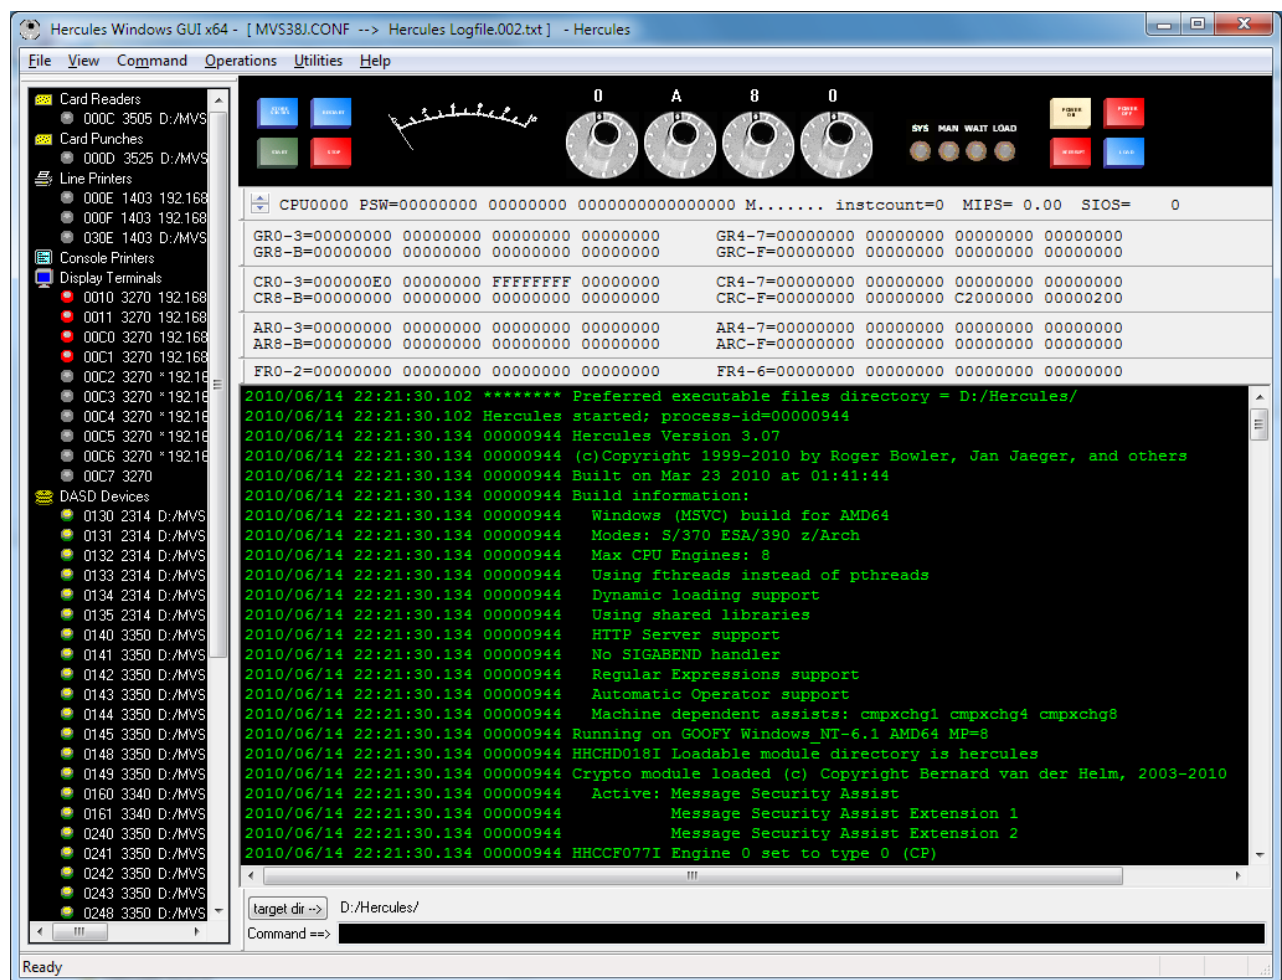 Hercules Windows GUI x64 - [ MVS38J.CONF --> Hercules Logfile.002.txt ] - Hercules
File View Command Operations Utilities Help
Card Readers
000C 3505 D:/MVS
Card Punches
000D 3525 D:/MVS
Line Printers
000E 1403 192.168
000F 1403 192.168
030E 1403 D:/MVS
Console Printers
Display Terminals
0010 3270 192.168
0011 3270 192.168
00C0 3270 192.168
00C1 3270 192.168
00C2 3270 *192.16
00C3 3270 *192.16
00C4 3270 *192.16
00C5 3270 *192.16
00C6 3270 *192.16
00C7 3270
DASD Devices
0130 2314 D:/MVS
0131 2314 D:/MVS
0132 2314 D:/MVS
0133 2314 D:/MVS
0134 2314 D:/MVS
0135 2314 D:/MVS
0140 3350 D:/MVS
0141 3350 D:/MVS
0142 3350 D:/MVS
0143 3350 D:/MVS
0144 3350 D:/MVS
0145 3350 D:/MVS
0148 3350 D:/MVS
0149 3350 D:/MVS
0160 3340 D:/MVS
0161 3340 D:/MVS
0240 3350 D:/MVS
0241 3350 D:/MVS
0242 3350 D:/MVS
0243 3350 D:/MVS
0248 3350 D:/MVS
0 A 8 0
SYS MAN WAIT LOAD
POWER ON
POWER OFF
STOP
LOAD
CPU0000 PSW=00000000 00000000 0000000000000000 M....... instcount=0 MIPS= 0.00 SIOS= 0
GR0-3=00000000 00000000 00000000 00000000 GR4-7=00000000 00000000 00000000 00000000
GR8-B=00000000 00000000 00000000 00000000 GRC-F=00000000 00000000 00000000 00000000
CR0-3=000000E0 00000000 FFFFFFFF 00000000 CR4-7=00000000 00000000 00000000 00000000
CR8-B=00000000 00000000 00000000 00000000 CRC-F=00000000 00000000 C2000000 00000200
AR0-3=00000000 00000000 00000000 00000000 AR4-7=00000000 00000000 00000000 00000000
AR8-B=00000000 00000000 00000000 00000000 ARC-F=00000000 00000000 00000000 00000000
FR0-2=00000000 00000000 00000000 00000000 FR4-6=00000000 00000000 00000000 00000000
2010/06/14 22:21:30.102 ******** Preferred executable files directory = D:/Hercules/
2010/06/14 22:21:30.102 Hercules started; process-id=00000944
2010/06/14 22:21:30.134 00000944 Hercules Version 3.07
2010/06/14 22:21:30.134 00000944 (c)Copyright 1999-2010 by Roger Bowler, Jan Jaeger, and others
2010/06/14 22:21:30.134 00000944 Built on Mar 23 2010 at 01:41:44
2010/06/14 22:21:30.134 00000944 Build information:
2010/06/14 22:21:30.134 00000944 Windows (MSVC) build for AMD64
2010/06/14 22:21:30.134 00000944 Modes: S/370 ESA/390 z/Arch
2010/06/14 22:21:30.134 00000944 Max CPU Engines: 8
2010/06/14 22:21:30.134 00000944 Using fthreads instead of pthreads
2010/06/14 22:21:30.134 00000944 Dynamic loading support
2010/06/14 22:21:30.134 00000944 Using shared libraries
2010/06/14 22:21:30.134 00000944 HTTP Server support
2010/06/14 22:21:30.134 00000944 No SIGABEND handler
2010/06/14 22:21:30.134 00000944 Regular Expressions support
2010/06/14 22:21:30.134 00000944 Automatic Operator support
2010/06/14 22:21:30.134 00000944 Machine dependent assists: cmpxchg1 cmpxchg4 cmpxchg8
2010/06/14 22:21:30.134 00000944 Running on GOOFY Windows_NT-6.1 AMD64 MP=8
2010/06/14 22:21:30.134 00000944 HHCHD018I Loadable module directory is hercules
2010/06/14 22:21:30.134 00000944 Crypto module loaded (c) Copyright Bernard van der Helm, 2003-2010
2010/06/14 22:21:30.134 00000944 Active: Message Security Assist
2010/06/14 22:21:30.134 00000944 Message Security Assist Extension 1
2010/06/14 22:21:30.134 00000944 Message Security Assist Extension 2
2010/06/14 22:21:30.134 00000944 HHCCF077I Engine 0 set to type 0 (CP)
target dir --> D:/Hercules/
Command ==>
Ready